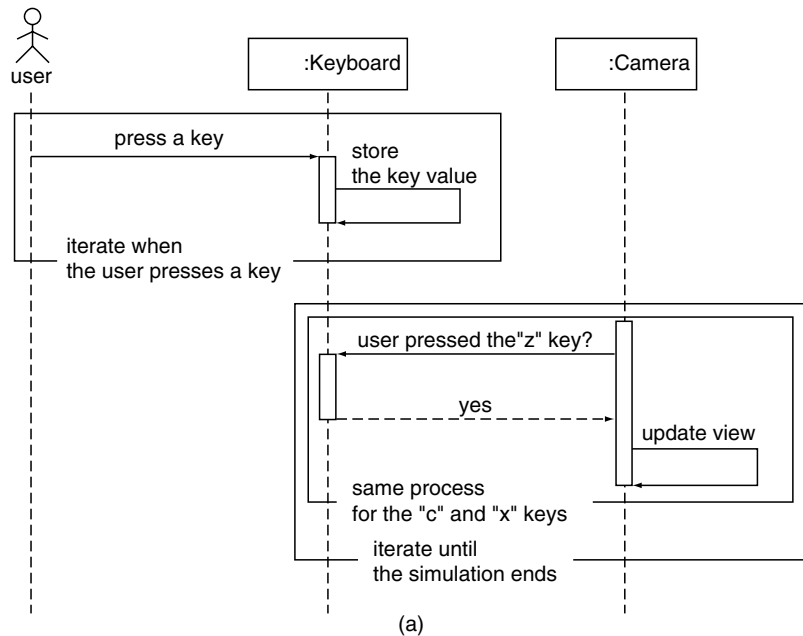 user
:Keyboard
:Camera
press a key
store
the key value
iterate when
the user presses a key
user pressed the"z" key?
yes
update view
same process
for the "c" and "x" keys
iterate until
the simulation ends
(a)